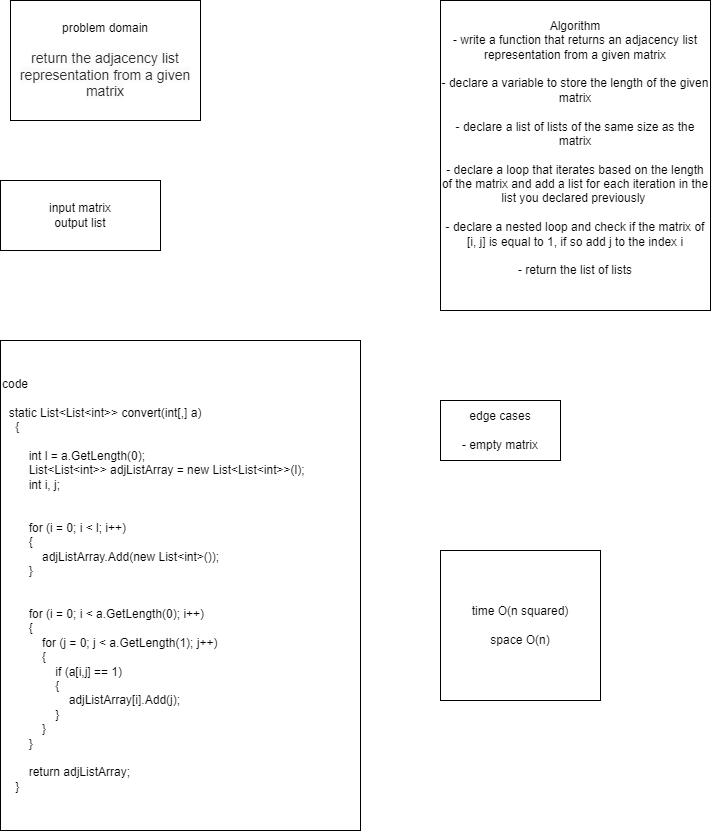 problem domain
return the adjacency list
representation from a given
matrix
input matrix
output list
code
static List<List<int>> convert(int[,] a)
{
int l = a.GetLength(0);
List<List<int>> adjListArray = new List<List<int>>(l);
int i, j;
for (i = 0; i < l; i++)
{
adjListArray.Add(new List<int>());
}
for (i = 0; i < a.GetLength(0); i++)
{
for (j = 0; j < a.GetLength(1); j++)
{
if (a[i,j] == 1)
{
adjListArray[i].Add(j);
}
}
}
return adjListArray;
}
Algorithm
- write a function that returns an adjacency list
representation from a given matrix
- declare a variable to store the length of the given
matrix
- declare a list of lists of the same size as the
matrix
- declare a loop that iterates based on the length
of the matrix and add a list for each iteration in the
list you declared previously
- declare a nested loop and check if the matrix of
[i, j] is equal to 1, if so add j to the index i
- return the list of lists
edge cases
- empty matrix
time O(n squared)
space O(n)